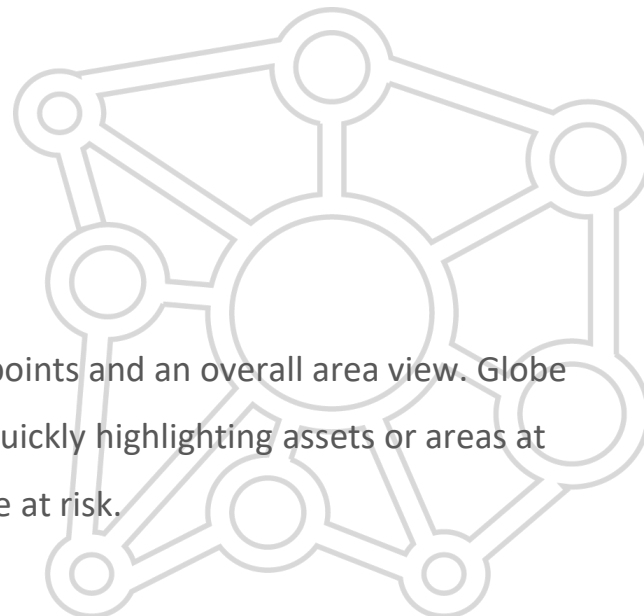 points and an overall area view. Globe
uickly highlighting assets or areas at
e at risk.